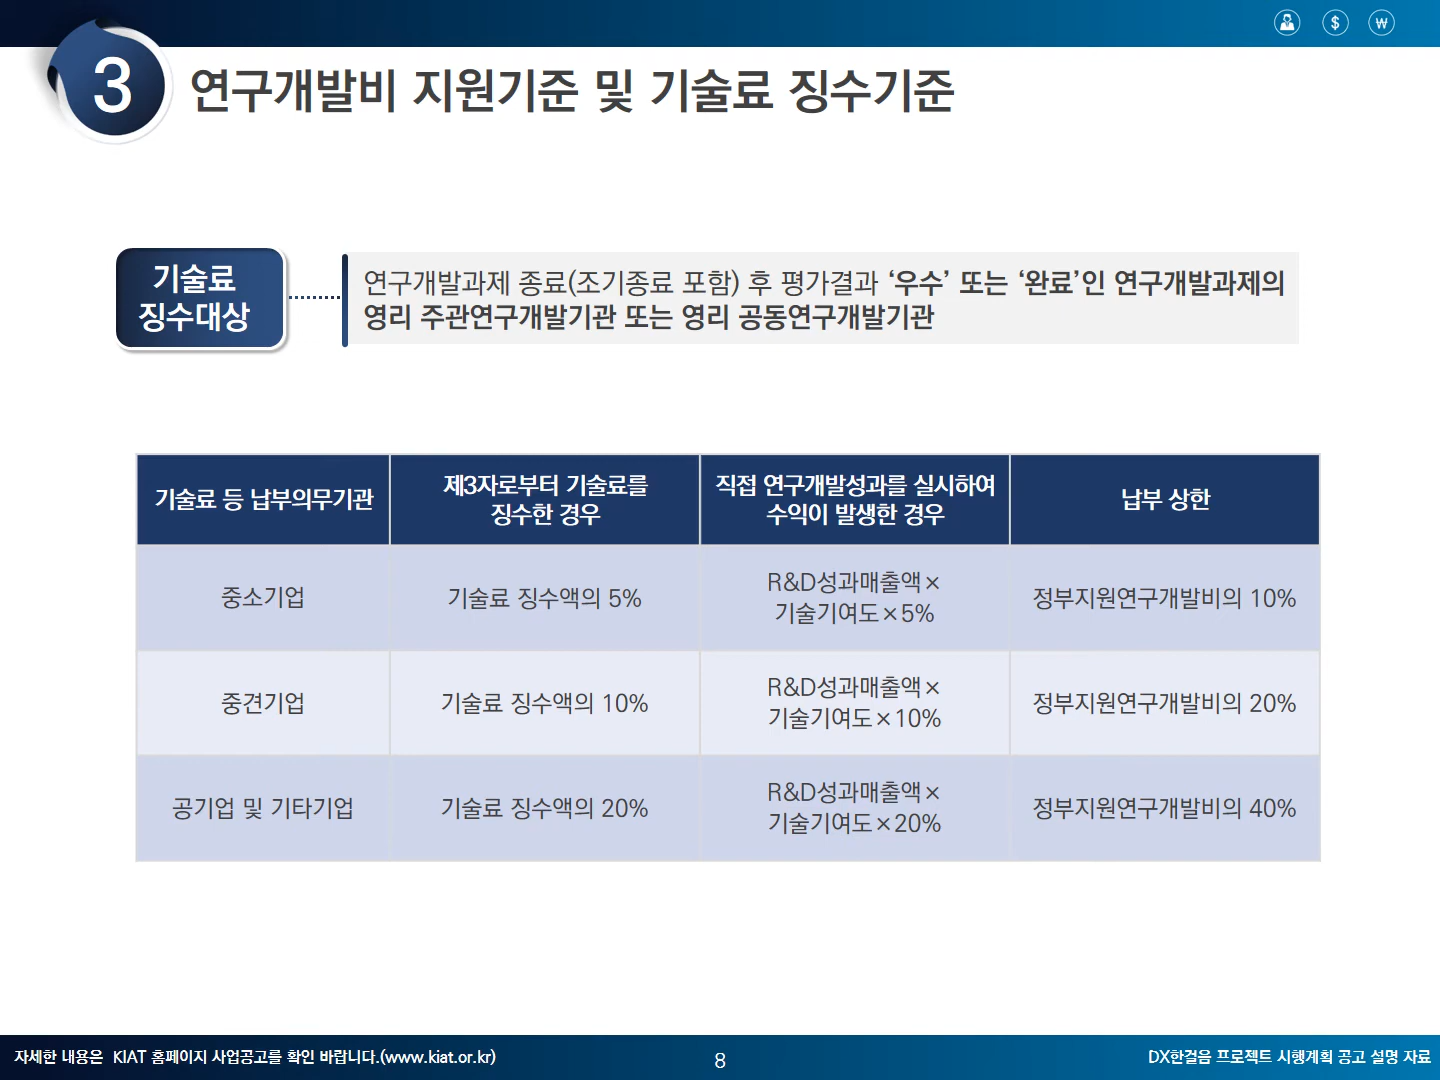 3
연구개발비 지원기준 및 기술료 징수기준
기술료
징수대상
연구개발과제 종료(조기종료 포함) 후 평가결과 ‘우수’ 또는 ‘완료’인 연구개발과제의
영리 주관연구개발기관 또는 영리 공동연구개발기관
기술료 등 납부의무기관
제3자로부터 기술료를
징수한 경우
직접 연구개발성과를 실시하여
수익이 발생한 경우
납부 상한
중소기업
기술료 징수액의 5%
R&D성과매출액×
기술기여도×5%
정부지원연구개발비의 10%
중견기업
기술료 징수액의 10%
R&D성과매출액×
기술기여도×10%
정부지원연구개발비의 20%
공기업 및 기타기업
기술료 징수액의 20%
R&D성과매출액×
기술기여도×20%
정부지원연구개발비의 40%
자세한 내용은 KIAT 홈페이지 사업공고를 확인 바랍니다.(www.kiat.or.kr)
8
DX한걸음 프로젝트 시행계획 공고 설명 자료